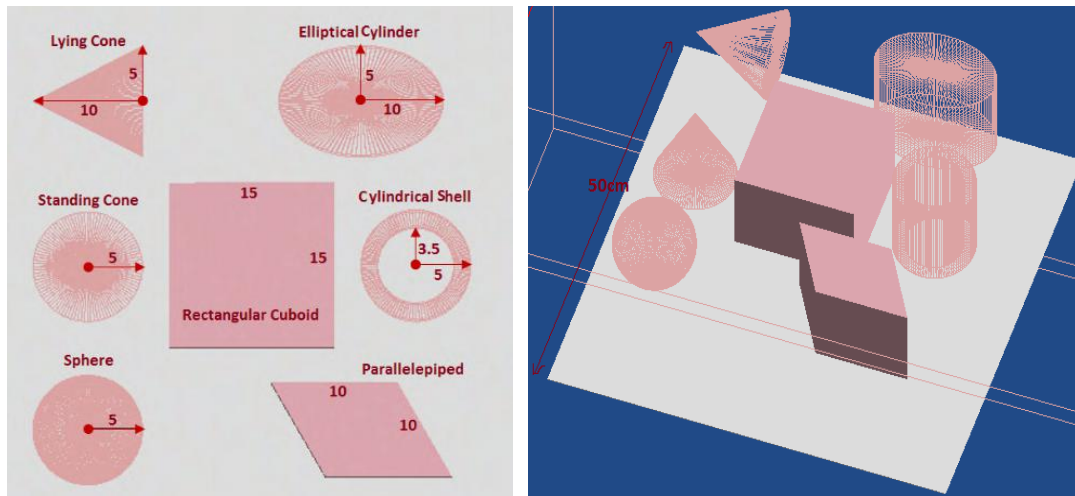 Lying Cone
Elliptical Cylinder
5
5
10
10
Standing Cone
15
Cylindrical Shell
5
15
3.5
5
Rectangular Cuboid
Sphere
Parallelepiped
5
10
10
50cm